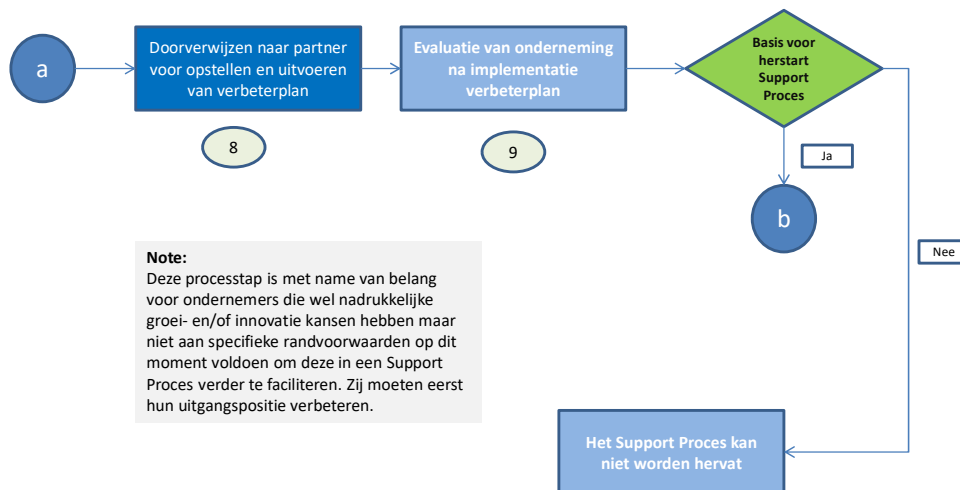 a
Doorverwijzen naar partner
voor opstellen en uitvoeren
van verbeterplan
Evaluatie van onderneming
na implementatie
verbeterplan
Basis voor
herstart
Support
Proces
8
9
Ja
b
Nee
Note:
Deze processtap is met name van belang
voor ondernemers die wel nadrukkelijke
groei- en/of innovatie kansen hebben maar
niet aan specifieke randvoorwaarden op dit
moment voldoen om deze in een Support
Proces verder te faciliteren. Zij moeten eerst
hun uitgangspositie verbeteren.
Het Support Proces kan
niet worden hervat